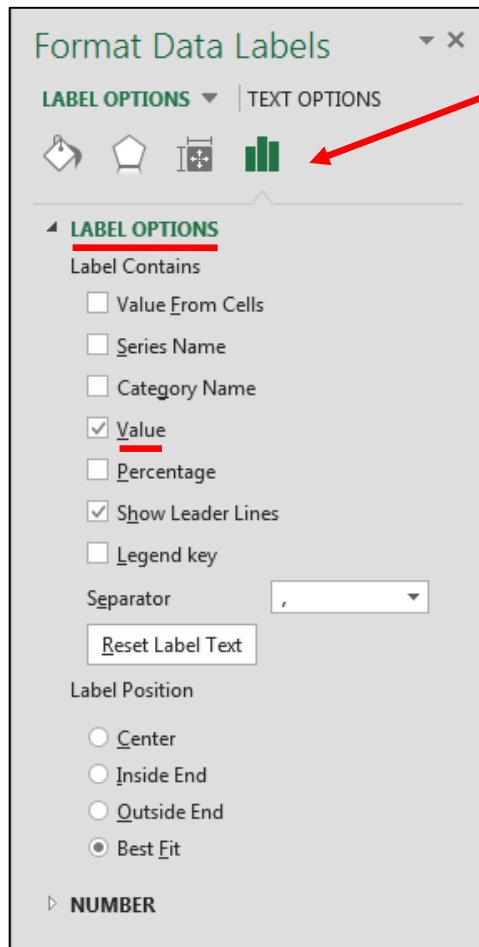 Format Data Labels
LABEL OPTIONS TEXT OPTIONS
LABEL OPTIONS
Label Contains
Value From Cells
Series Name
Category Name
Value
Percentage
Show Leader Lines
Legend key
Separator ,
Reset Label Text
Label Position
Center
Inside End
Outside End
Best Fit
NUMBER